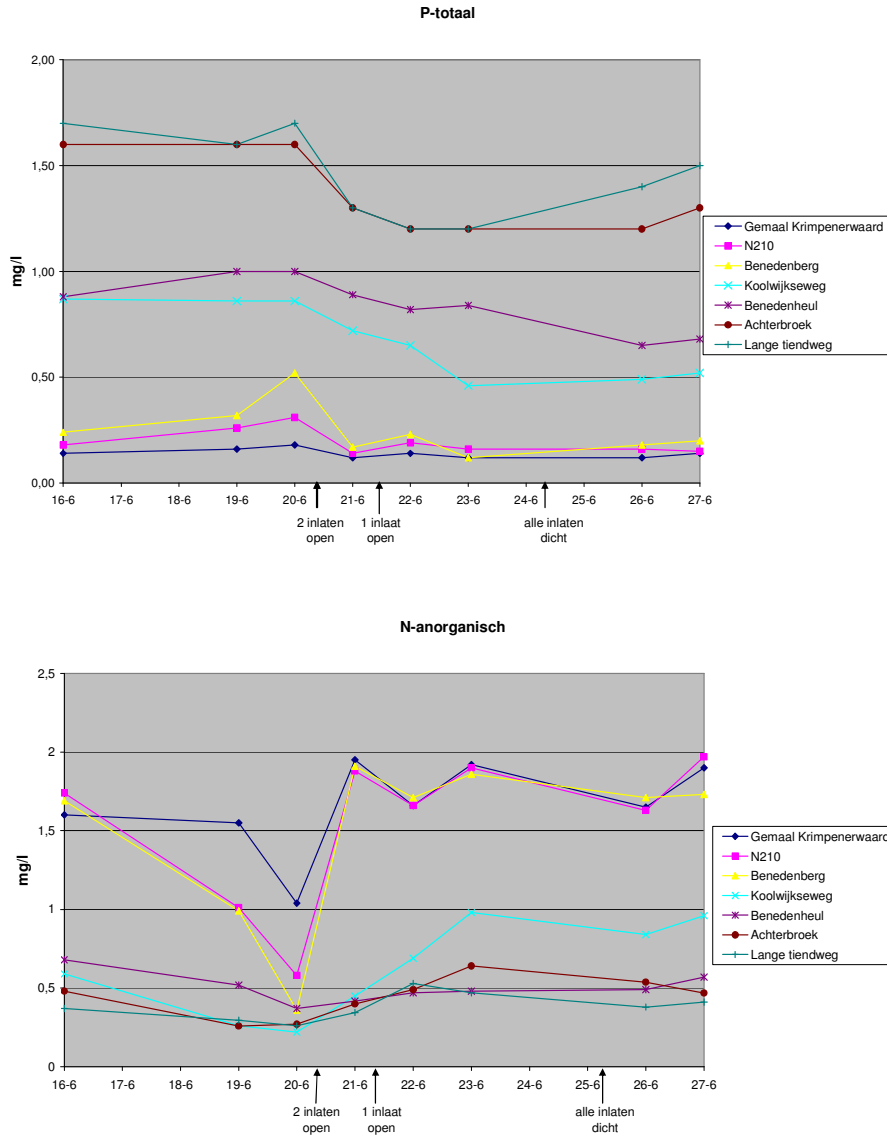 P-totaal
2,00
1,50
1,00
0,50
0,00
mg/l
16-6 17-6 18-6 19-6 20-6 21-6 22-6 23-6 24-6 25-6 26-6 27-6
2 inlaten
open
1 inlaat
open
alle inlaten
dicht
Gemaal Krimpenerwaard
N210
Benedenberg
Koolwijkseweg
Benedenheul
Achterbroek
Lange tiendweg
N-anorganisch
2,5
2
1,5
1
0,5
0
mg/l
16-6 17-6 18-6 19-6 20-6 21-6 22-6 23-6 24-6 25-6 26-6 27-6
2 inlaten
open
1 inlaat
open
alle inlaten
dicht
Gemaal Krimpenerwaard
N210
Benedenberg
Koolwijkseweg
Benedenheul
Achterbroek
Lange tiendweg